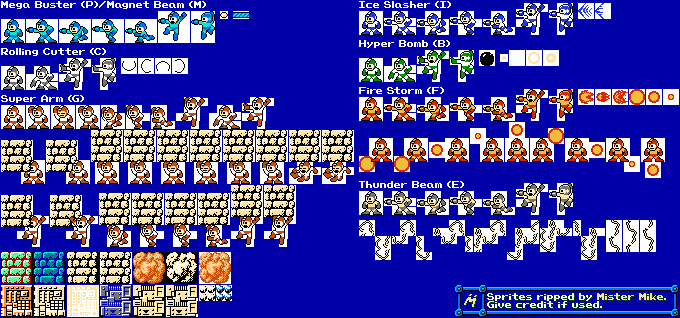 Mega Buster (P)/Magnet Beam (M)
Rolling Cutter (C)
Super Arm (G)
Ice Slasher (I)
Hyper Bomb (B)
Fire Storm (F)
Thunder Beam (E)
Sprites ripped by Mister Mike.
Give credit if used.